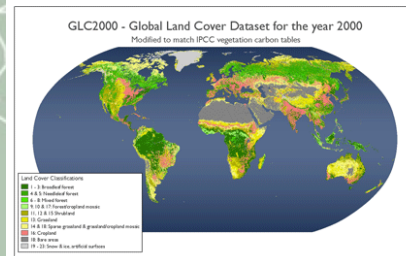 GLC2000 - Global Land Cover Dataset for the year 2000
Modified to match IPCC vegetation carbon tables
Land Cover Classifications
1 - 3: Broadleaf forest
4 & 5: Needleleaf forest
6 - 8: Mixed forest
9, 10 & 17: Forest/cropland mosaic
11, 12 & 15: Shrubland
13: Grassland
14 & 18: Sparse grassland & grassland/cropland mosaic
16: Cropland
19 - 23: Snow & ice, artificial surfaces